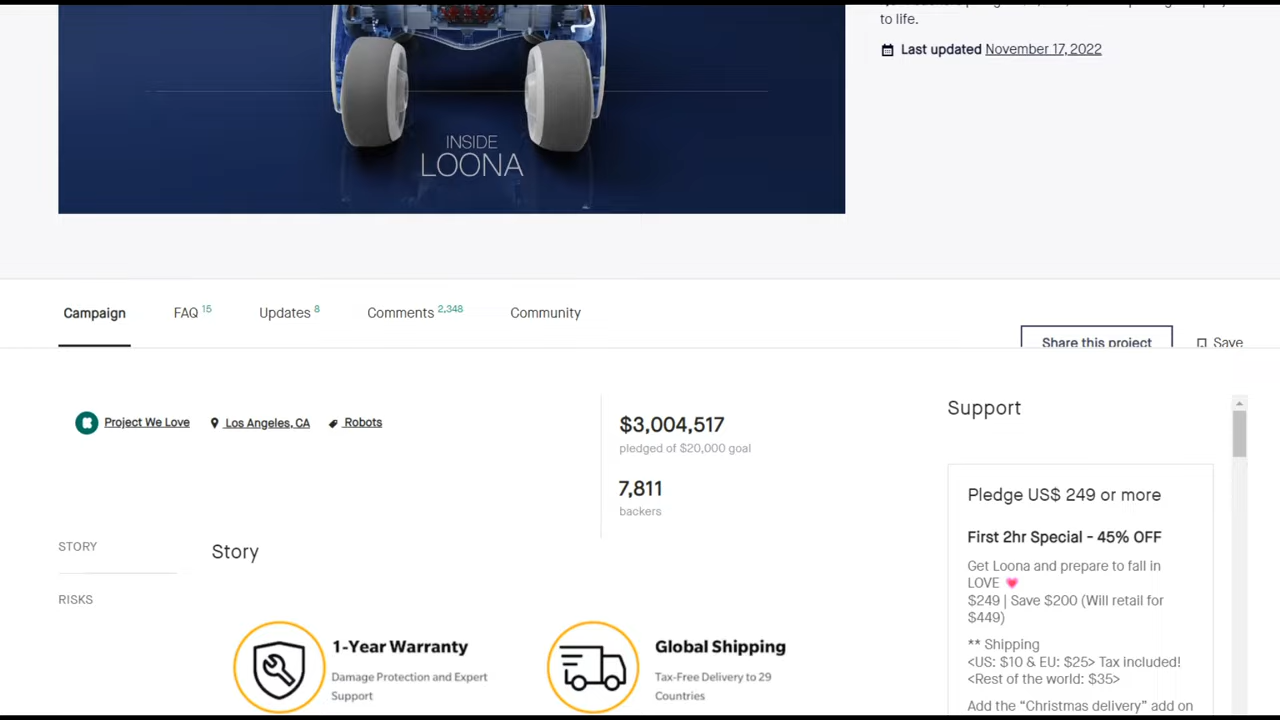 to life.
Last updated November 17, 2022
INSIDE
LOONA
Campaign
FAQ 15
Updates 8
Comments 2,348
Community
Share this project
Save
Project We Love
Los Angeles, CA
Robots
$3,004,517
pledged of $20,000 goal
7,811
backers
Support
Pledge US$ 249 or more
First 2hr Special - 45% OFF
Get Loona and prepare to fall in
LOVE 💗
$249 | Save $200 (Will retail for
$449)
** Shipping
<US: $10 & EU: $25> Tax included!
<Rest of the world: $35>
Add the “Christmas delivery” add on
STORY
RISKS
Story
1-Year Warranty
Damage Protection and Expert
Support
Global Shipping
Tax-Free Delivery to 29
Countries